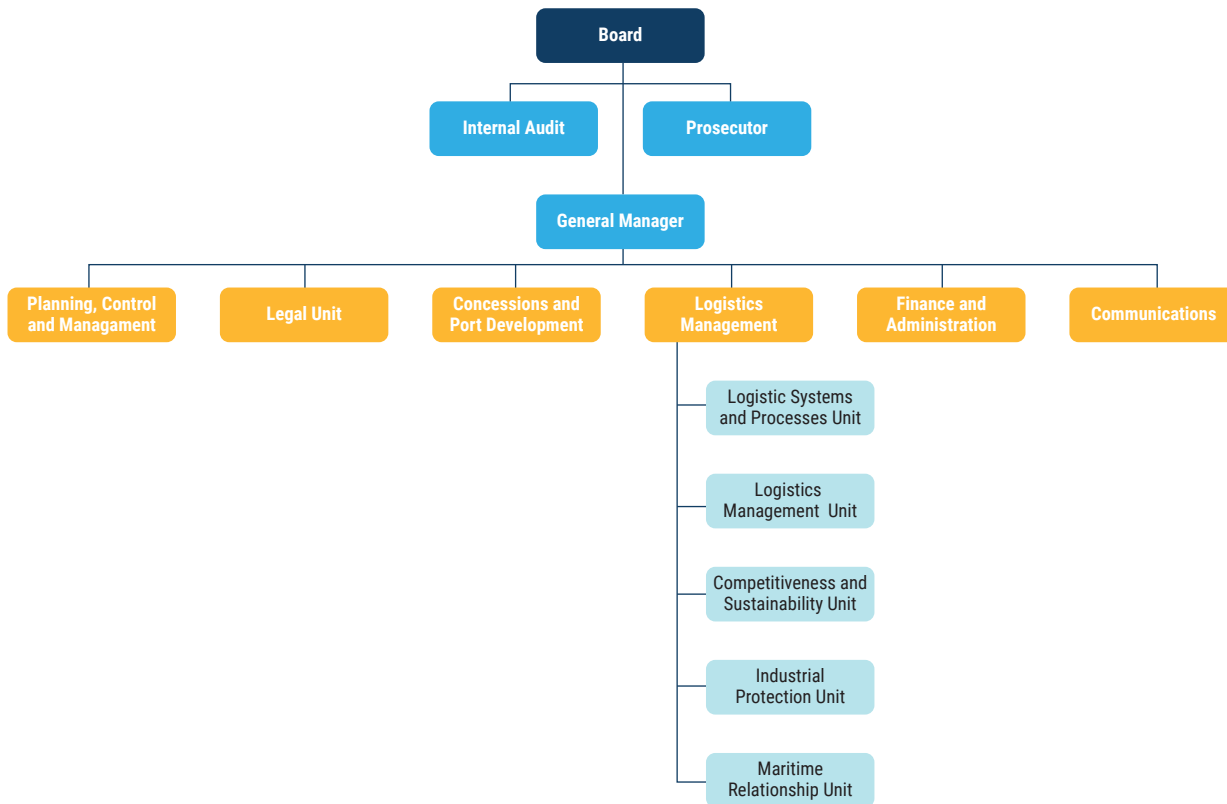 Board
Internal Audit
Prosecutor
General Manager
Planning, Control
and Managament
Legal Unit
Concessions and
Port Development
Logistics
Management
Finance and
Administration
Communications
Logistic Systems
and Processes Unit
Logistics
Management Unit
Competitiveness and
Sustainability Unit
Industrial
Protection Unit
Maritime
Relationship Unit